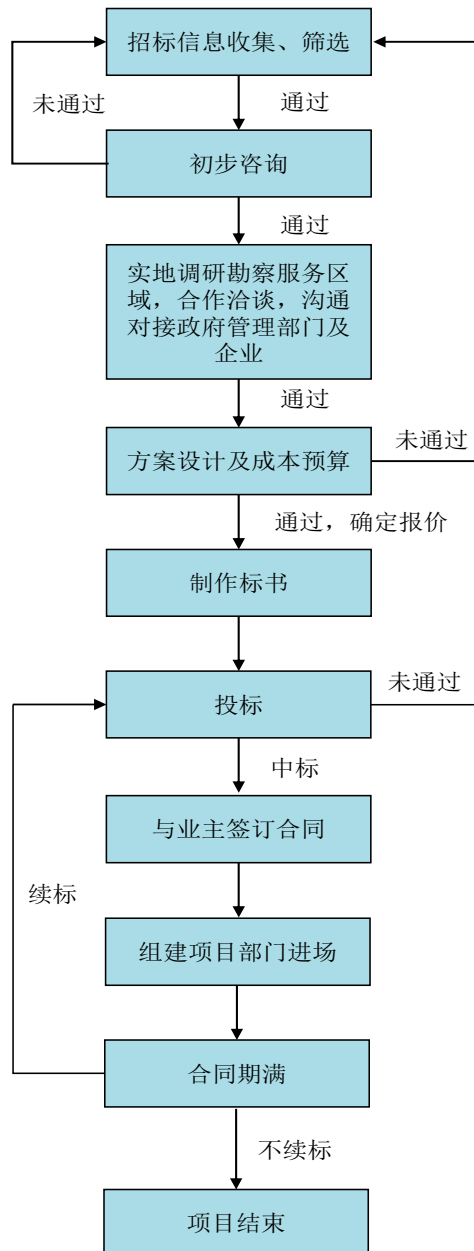 招标信息收集、筛选
未通过
通过
初步咨询
通过
实地调研勘察服务区
域，合作洽谈，沟通
对接政府管理部门及
企业
通过
方案设计及成本预算
未通过
通过，确定报价
制作标书
投标
未通过
中标
与业主签订合同
续标
组建项目部门进场
合同期满
不续标
项目结束